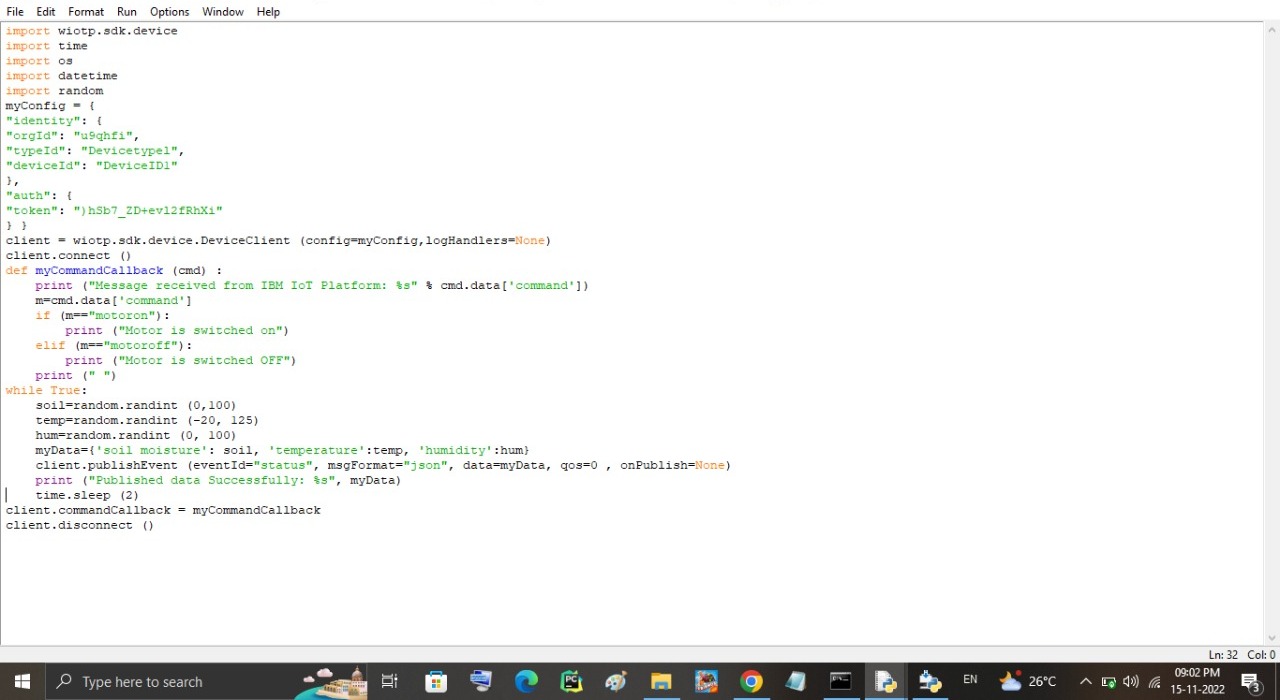 File Edit Format Run Options Window Help
import wiotp.sdk.device
import time
import os
import datetime
import random
myConfig = {
"identity": {
"orgId": "u9qhfi",
"typeId": "Devicetype1",
"deviceId": "DeviceID1"
},
"auth": {
"token": ")hSb7_ZD+evl2fRhXi"
} }
client = wiotp.sdk.device.DeviceClient (config=myConfig,logHandlers=None)
client.connect ()
def myCommandCallback (cmd) :
    print ("Message received from IBM IoT Platform: %s" % cmd.data['command'])
    m=cmd.data['command']
    if (m=="motoron"):
        print ("Motor is switched on")
    elif (m=="motoroff"):
        print ("Motor is switched OFF")
    print (" ")
while True:
    soil=random.randint (0,100)
    temp=random.randint (-20, 125)
    hum=random.randint (0, 100)
    myData={'soil moisture': soil, 'temperature':temp, 'humidity':hum}
    client.publishEvent (eventId="status", msgFormat="json", data=myData, qos=0 , onPublish=None)
    print ("Published data Successfully: %s", myData)
    time.sleep (2)
client.commandCallback = myCommandCallback
client.disconnect ()
Ln: 32 Col: 0
Type here to search
PC
EN
26°C
09:02 PM
15-11-2022
3